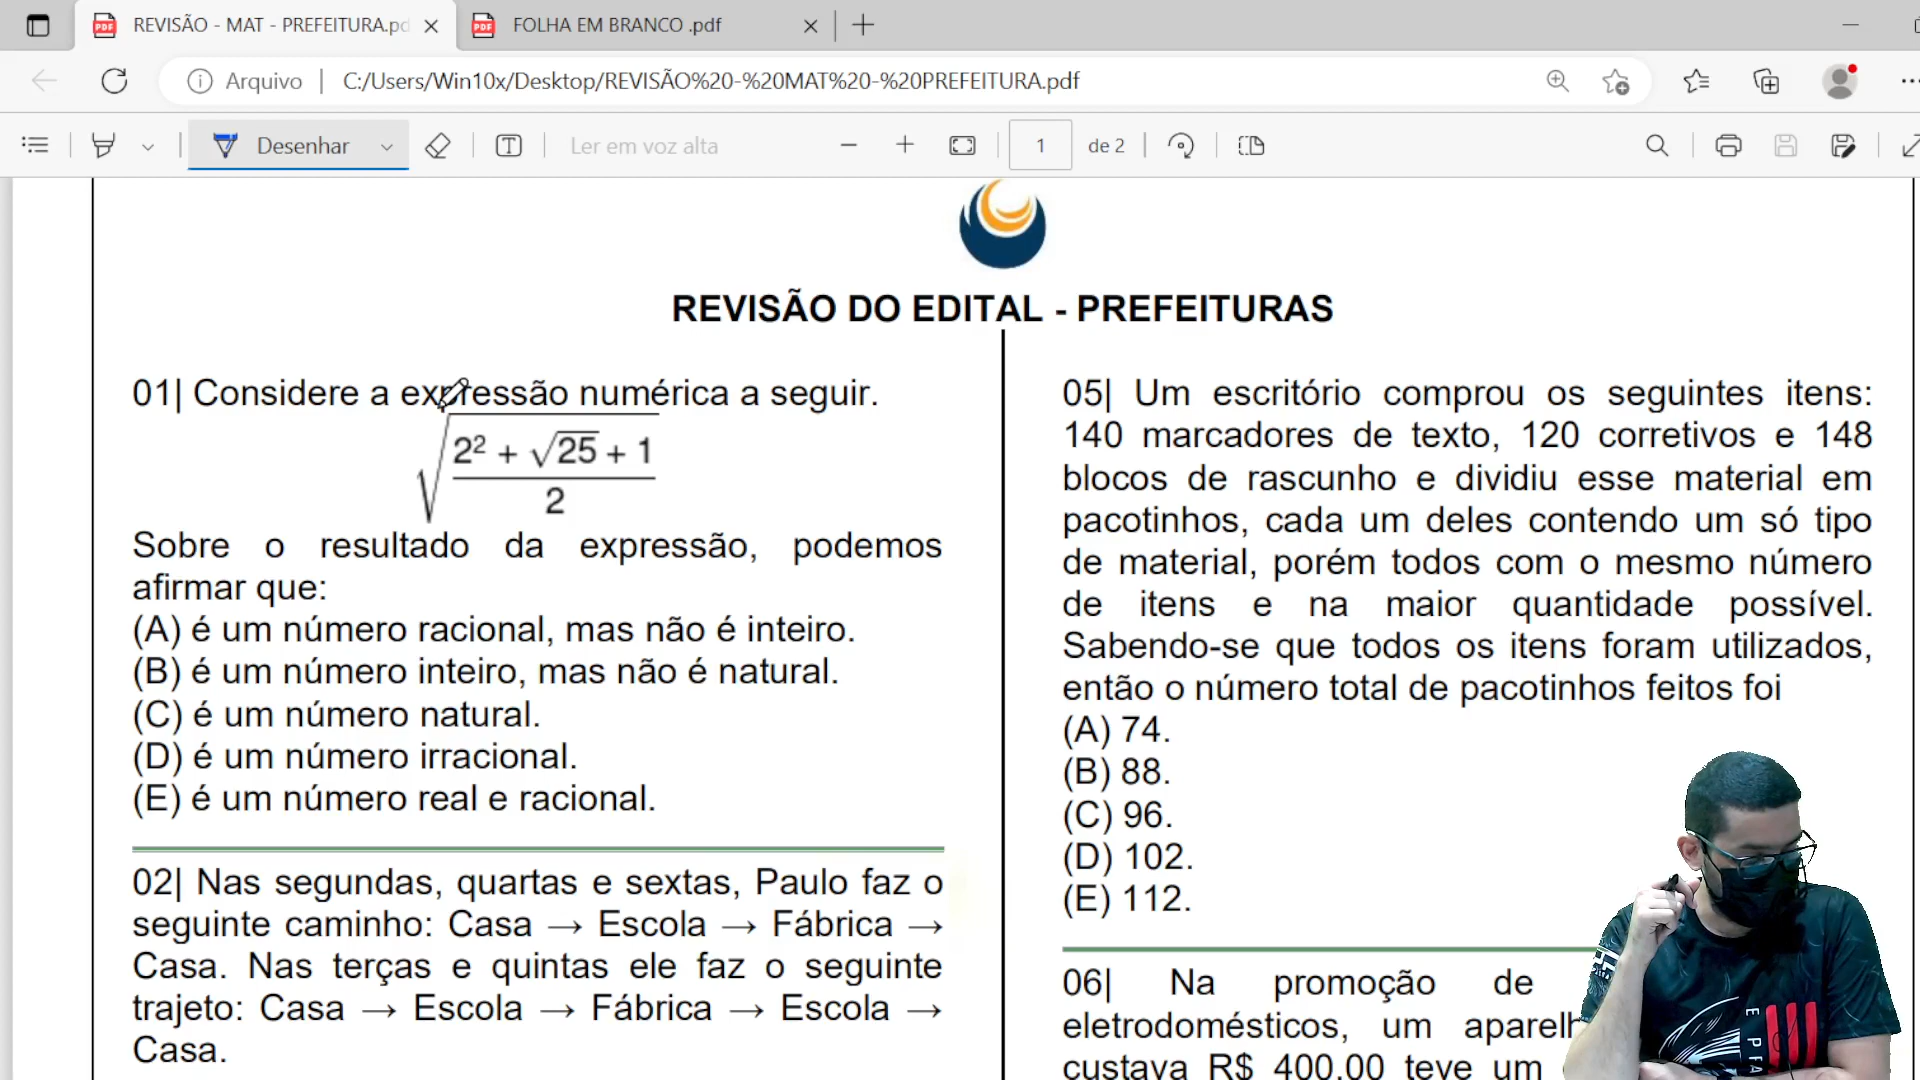 REVISÃO - MAT - PREFEITURA.pd
FOLHA EM BRANCO .pdf
Arquivo
C:/Users/Win10x/Desktop/REVISÃO%20-%20MAT%20-%20PREFEITURA.pdf
Desenhar
Ler em voz alta
1
de 2
REVISÃO DO EDITAL - PREFEITURAS
01| Considere a expressão numérica a seguir.
√((2² + √25 + 1)/2)
Sobre o resultado da expressão, podemos
afirmar que:
(A) é um número racional, mas não é inteiro.
(B) é um número inteiro, mas não é natural.
(C) é um número natural.
(D) é um número irracional.
(E) é um número real e racional.
02| Nas segundas, quartas e sextas, Paulo faz o
seguinte caminho: Casa → Escola → Fábrica →
Casa. Nas terças e quintas ele faz o seguinte
trajeto: Casa → Escola → Fábrica → Escola →
Casa.
05| Um escritório comprou os seguintes itens:
140 marcadores de texto, 120 corretivos e 148
blocos de rascunho e dividiu esse material em
pacotinhos, cada um deles contendo um só tipo
de material, porém todos com o mesmo número
de itens e na maior quantidade possível.
Sabendo-se que todos os itens foram utilizados,
então o número total de pacotinhos feitos foi
(A) 74.
(B) 88.
(C) 96.
(D) 102.
(E) 112.
06| Na promoção de
eletrodomésticos, um aparelh
custava R$ 400,00 teve um